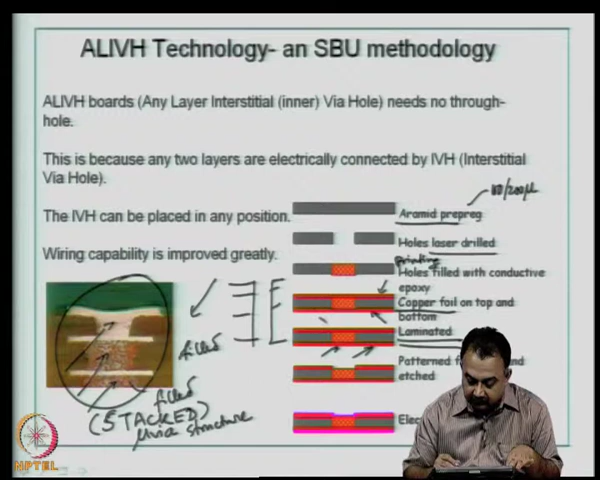 ALIVH Technology- an SBU methodology
ALIVH boards (Any Layer Interstitial (inner) Via Hole) needs no through-
hole.
This is because any two layers are electrically connected by IVH (Interstitial
Via Hole).
The IVH can be placed in any position.
Wiring capability is improved greatly.
Aramid prepreg
Holes laser drilled
Printing
Holes filled with conductive
epoxy
Copper foil on top and
bottom
Laminated
Patterned
etched
filled
filled
(STACKED)
μvia structure
NPTEL